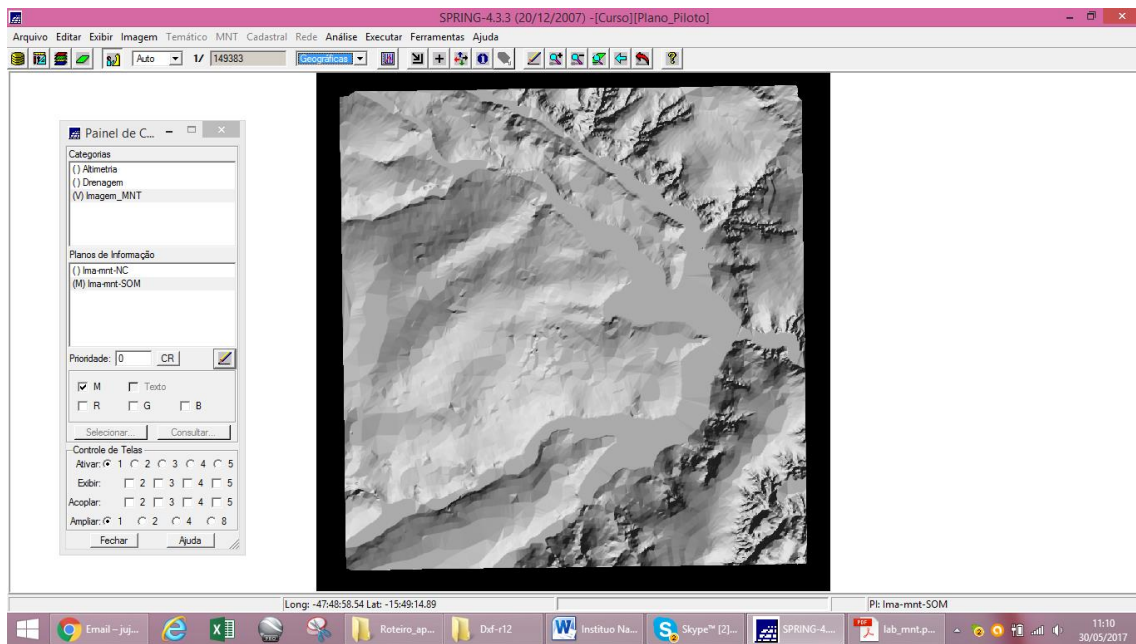 SPRING-4.3.3 (20/12/2007) -[Curso][Plano_Piloto]
Arquivo Editar Exibir Imagem Temático MNT Cadastral Rede Análise Executar Ferramentas Ajuda
Auto 1/ 149383 Geográficas
Painel de C...
Categorias
( ) Altimetria
( ) Drenagem
(V) Imagem_MNT
Planos de Informação
( ) Ima-mnt-NC
(M) Ima-mnt-SOM
Prioridade: 0 CR
M Texto
R G B
Selecionar... Consultar...
Controle de Telas
Ativar: 1 2 3 4 5
Exibir: 2 3 4 5
Acoplar: 2 3 4 5
Ampliar: 1 2 4 8
Fechar Ajuda
Long: -47:48:58.54 Lat: -15:49:14.89 PI: Ima-mnt-SOM
Email – juj... Roteiro_ap... Dxf-r12 Instituo Na... Skype™ [2]... SPRING-4.... lab_mnt.p... 11:10
30/05/2017